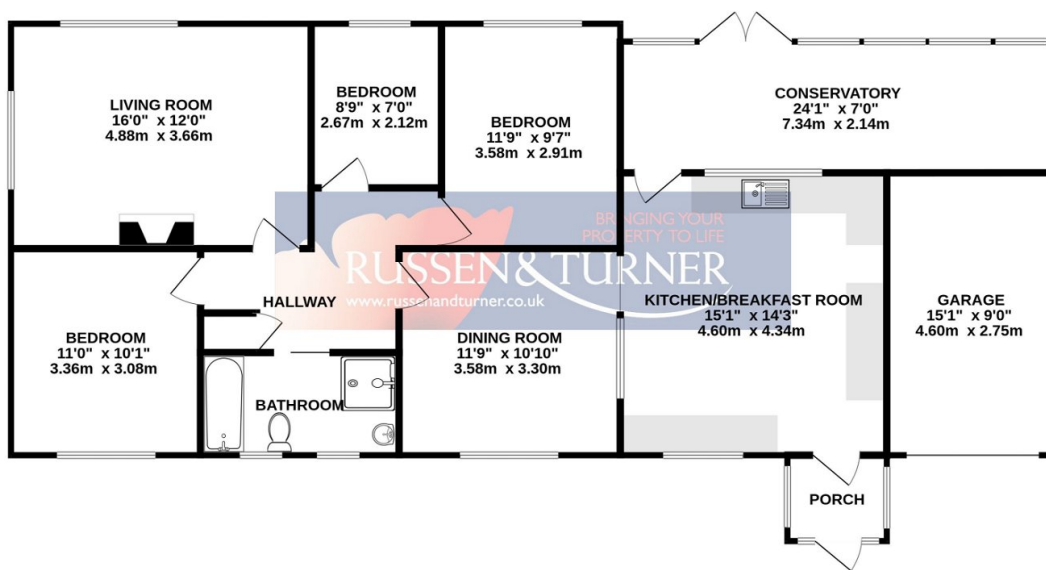 LIVING ROOM
16'0" x 12'0"
4.88m x 3.66m
BEDROOM
8'9" x 7'0"
2.67m x 2.12m
BEDROOM
11'9" x 9'7"
3.58m x 2.91m
CONSERVATORY
24'1" x 7'0"
7.34m x 2.14m
BRINGING YOUR
PROPERTY TO LIFE
RUSSEN & TURNER
www.russenandturner.co.uk
HALLWAY
BEDROOM
11'0" x 10'1"
3.36m x 3.08m
BATHROOM
DINING ROOM
11'9" x 10'10"
3.58m x 3.30m
KITCHEN/BREAKFAST ROOM
15'1" x 14'3"
4.60m x 4.34m
GARAGE
15'1" x 9'0"
4.60m x 2.75m
PORCH